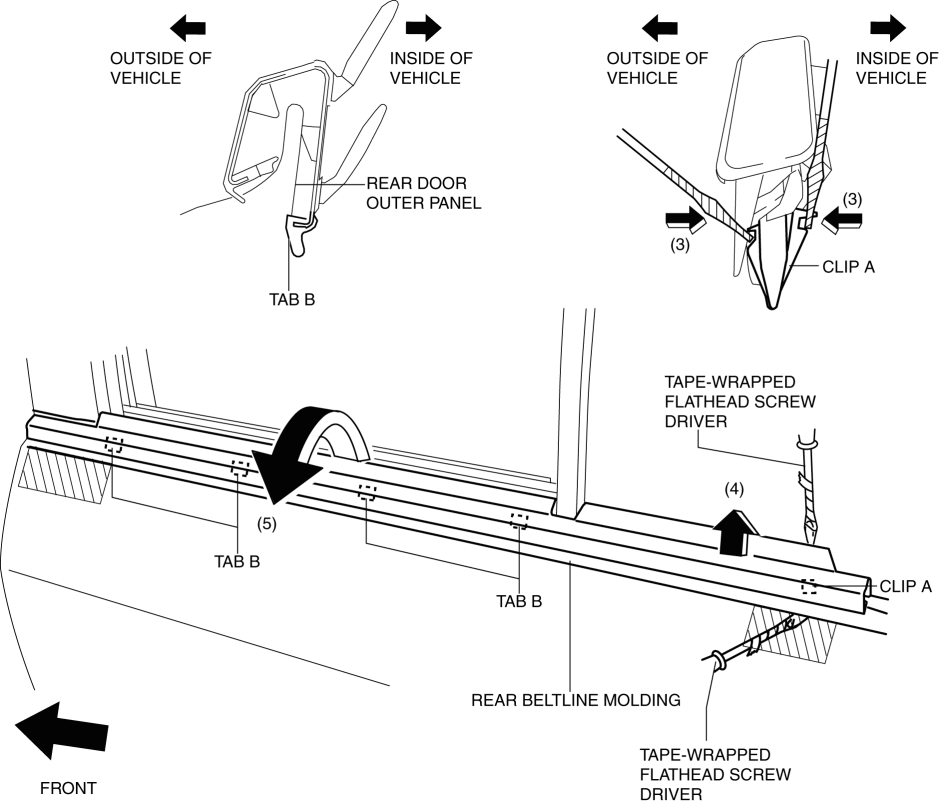 OUTSIDE OF
VEHICLE
INSIDE OF
VEHICLE
REAR DOOR
OUTER PANEL
TAB B
OUTSIDE OF
VEHICLE
INSIDE OF
VEHICLE
(3)
(3)
CLIP A
TAPE-WRAPPED
FLATHEAD SCREW
DRIVER
(4)
(5)
TAB B
TAB B
CLIP A
REAR BELTLINE MOLDING
TAPE-WRAPPED
FLATHEAD SCREW
DRIVER
FRONT